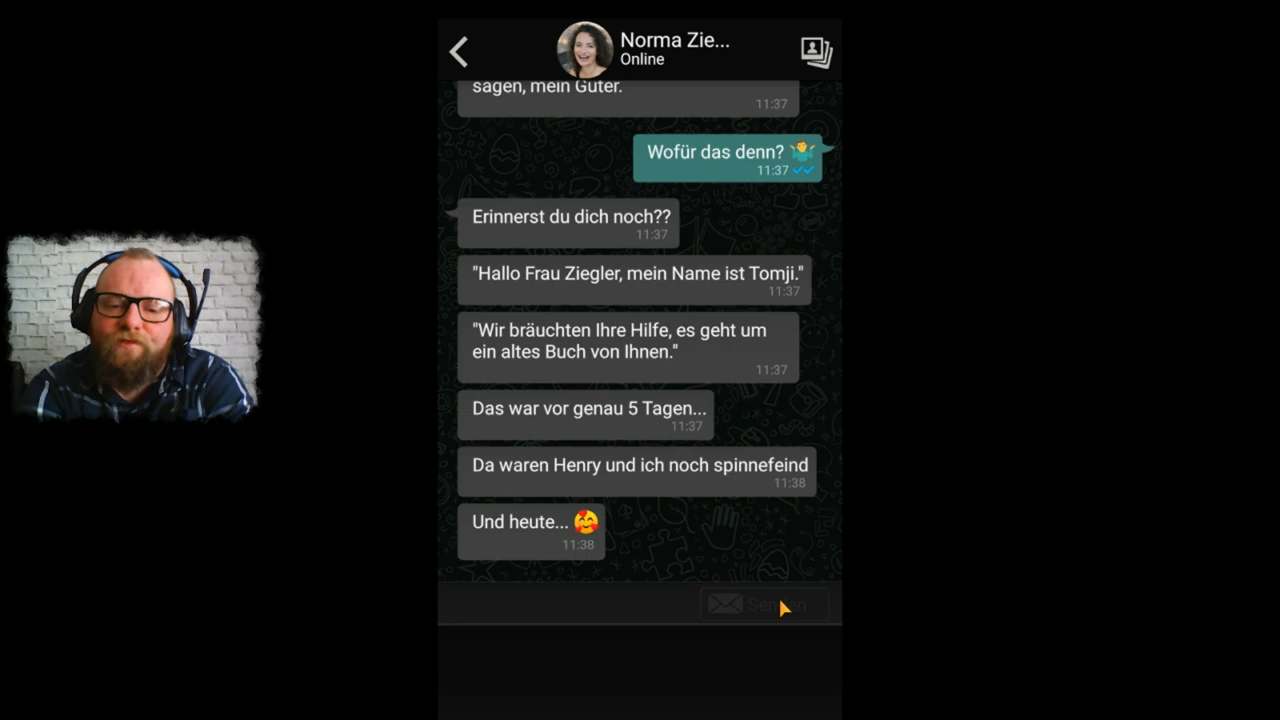 Norma Zie...
Online
sagen, mein Guter.
11:37
Wofür das denn? 🤷‍♂️
11:37
Erinnerst du dich noch??
11:37
"Hallo Frau Ziegler, mein Name ist Tomji."
11:37
"Wir bräuchten Ihre Hilfe, es geht um
ein altes Buch von Ihnen."
11:37
Das war vor genau 5 Tagen...
11:37
Da waren Henry und ich noch spinnefeind
11:38
Und heute... 🥰
11:38
Senden